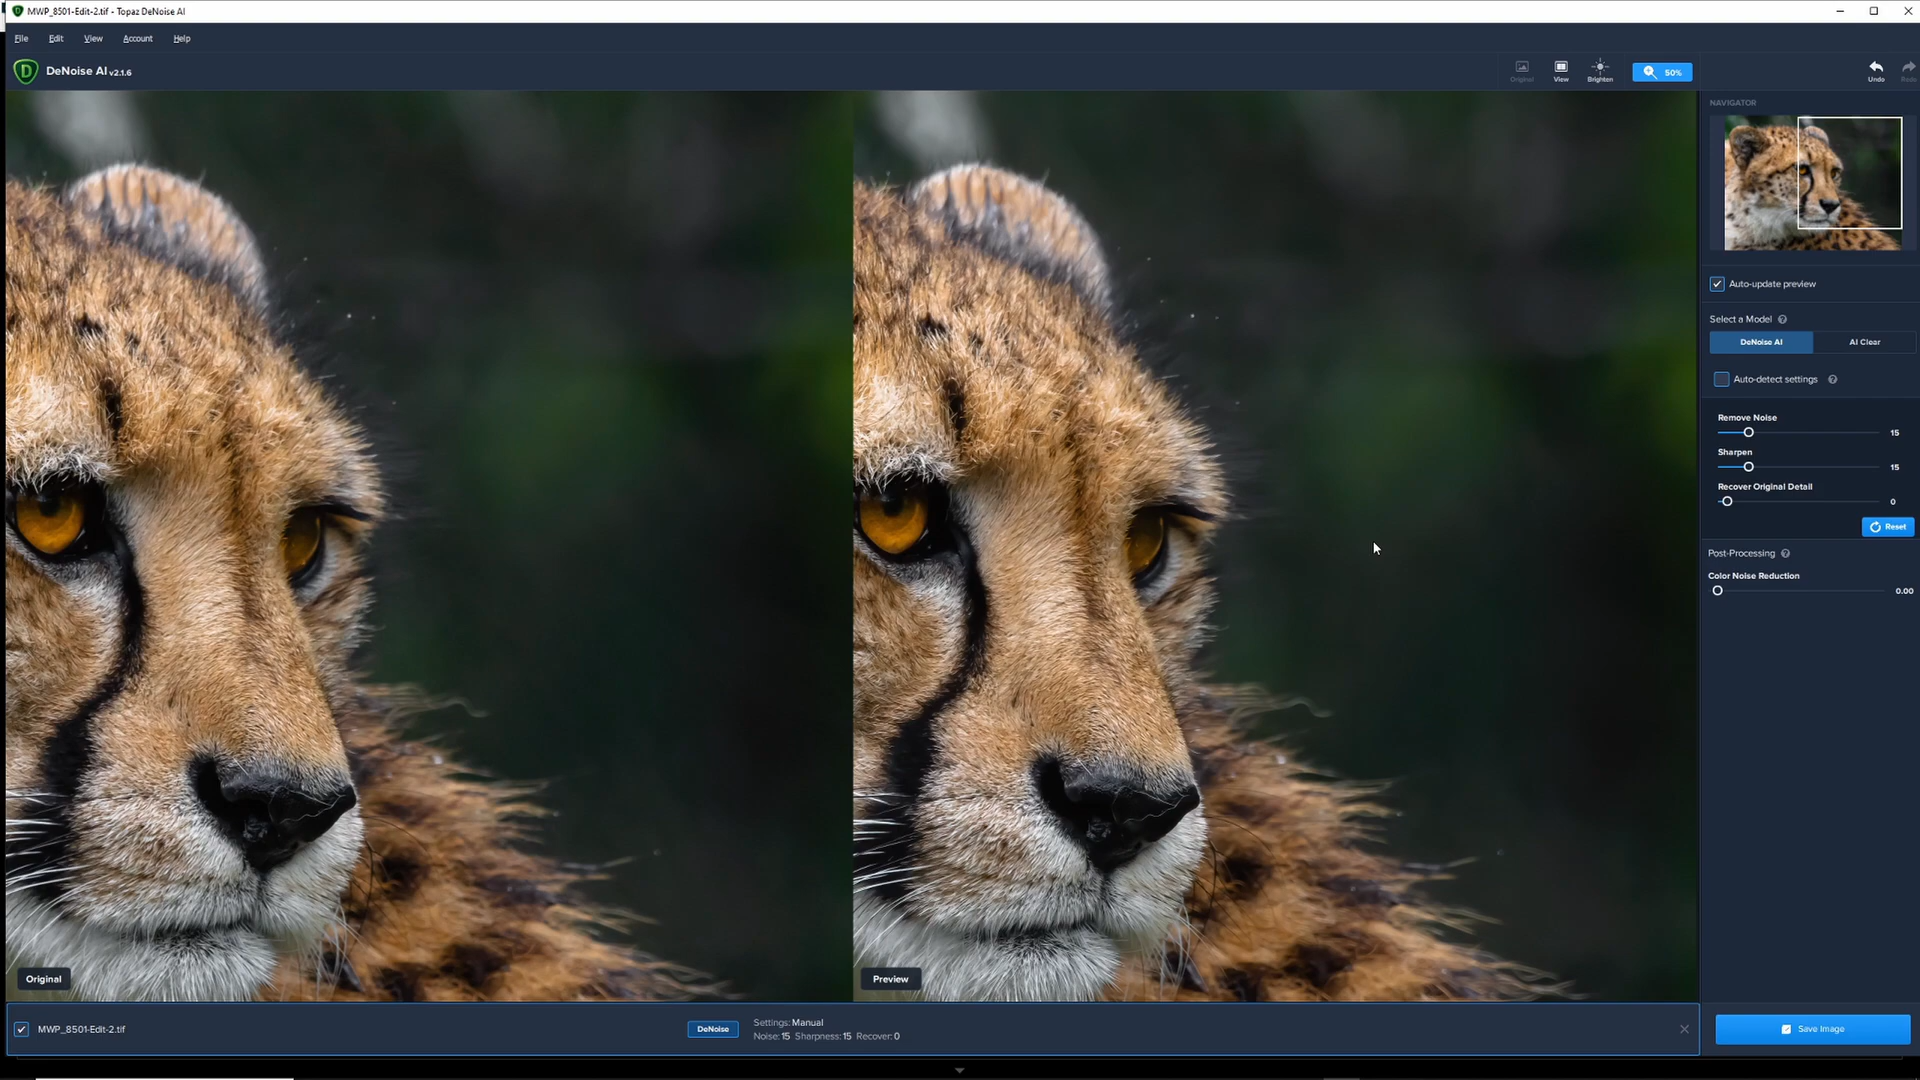 MWP_8501-Edit-2.tif - Topaz DeNoise AI
File Edit View Account Help
DeNoise AI v2.1.6
Original View Brighten 50% Undo Redo
NAVIGATOR
Auto-update preview
Select a Model
DeNoise AI AI Clear
Auto-detect settings
Remove Noise
15
Sharpen
15
Recover Original Detail
0
Reset
Post-Processing
Color Noise Reduction
0.00
Original
Preview
MWP_8501-Edit-2.tif
DeNoise
Settings: Manual
Noise: 15 Sharpness: 15 Recover: 0
Save Image